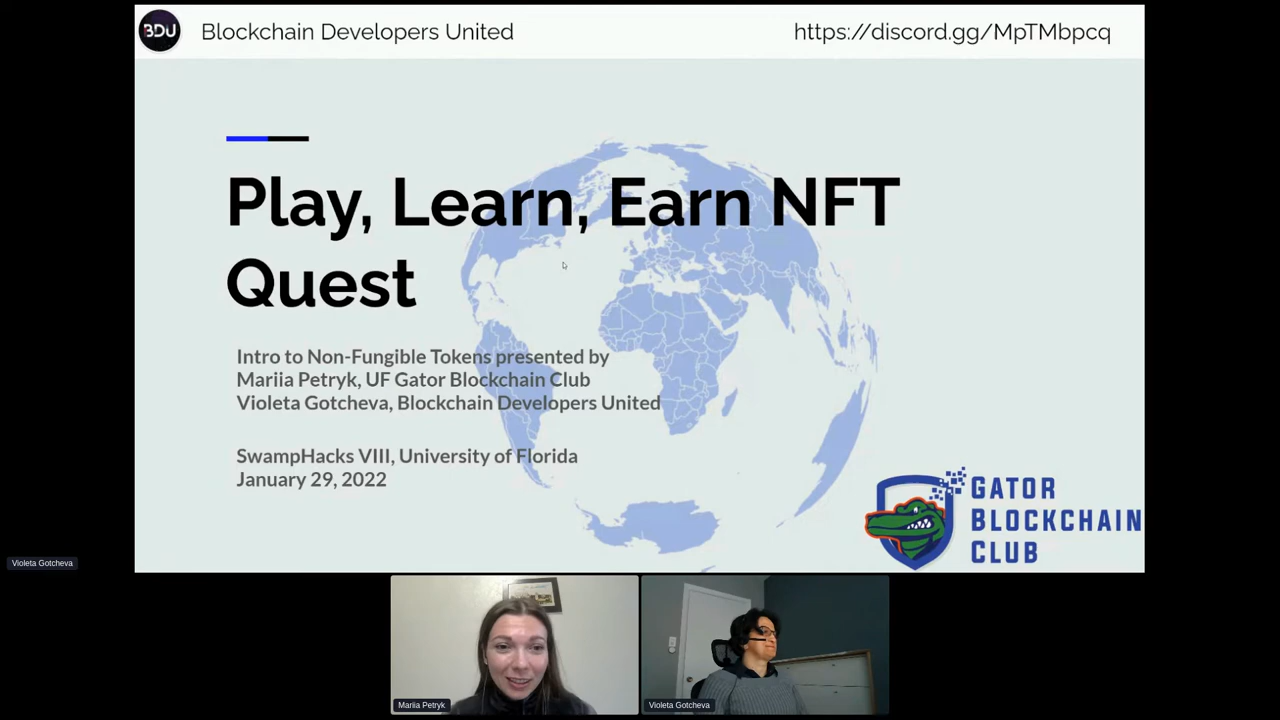 BDU
Blockchain Developers United
https://discord.gg/MpTMbpcq
Play, Learn, Earn NFT
Quest
Intro to Non-Fungible Tokens presented by
Mariia Petryk, UF Gator Blockchain Club
Violeta Gotcheva, Blockchain Developers United
SwampHacks VIII, University of Florida
January 29, 2022
GATOR
BLOCKCHAIN
CLUB
Violeta Gotcheva
Mariia Petryk
Violeta Gotcheva